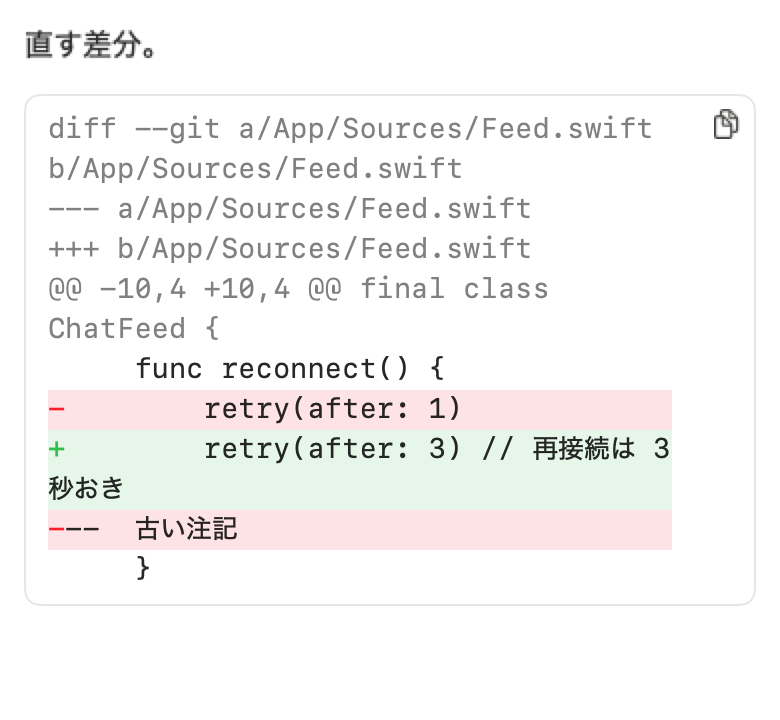 直す差分。
diff --git a/App/Sources/Feed.swift
b/App/Sources/Feed.swift
--- a/App/Sources/Feed.swift
+++ b/App/Sources/Feed.swift
@@ -10,4 +10,4 @@ final class
ChatFeed {
     func reconnect() {
-        retry(after: 1)
+        retry(after: 3) // 再接続は 3
秒おき
---  古い注記
     }